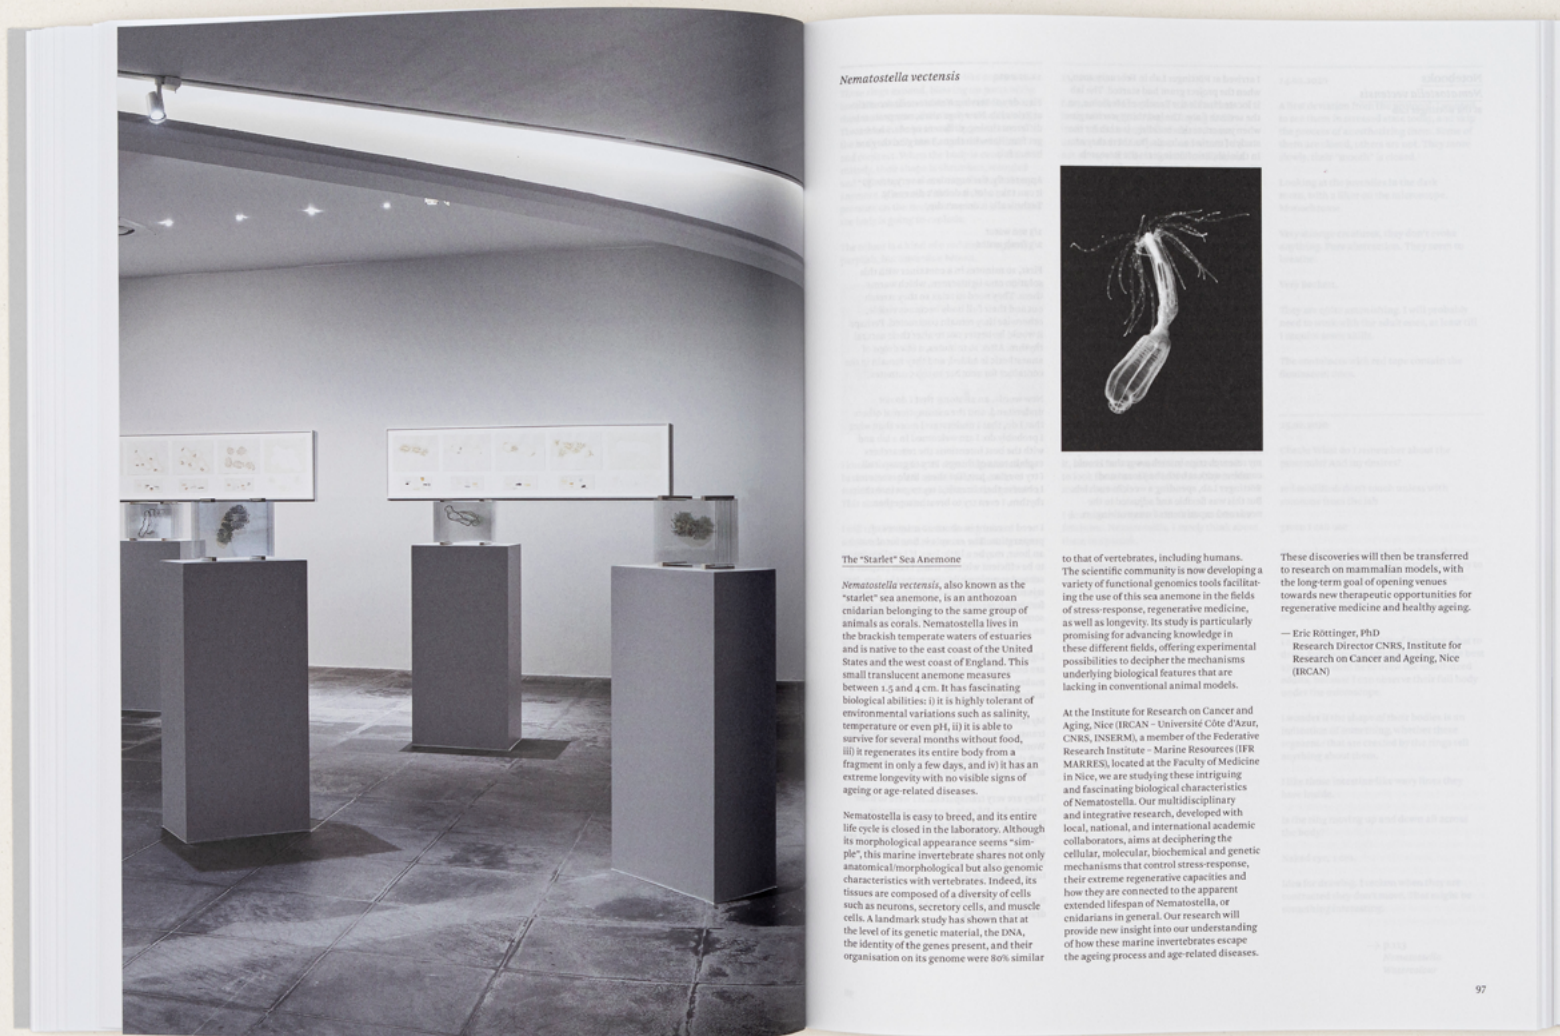 Nematostella vectensis
The “Starlet” Sea Anemone
Nematostella vectensis, also known as the
“starlet” sea anemone, is an anthozoan
cnidarian belonging to the same group of
animals as corals. Nematostella lives in
the brackish temperate waters of estuaries
and is native to the east coast of the United
States and the west coast of England. This
small translucent anemone measures
between 1.5 and 4 cm. It has fascinating
biological abilities: i) it is highly tolerant of
environmental variations such as salinity,
temperature or even pH, ii) it is able to
survive for several months without food,
iii) it regenerates its entire body from a
fragment in only a few days, and iv) it has an
extreme longevity with no visible signs of
ageing or age-related diseases.
Nematostella is easy to breed, and its entire
life cycle is closed in the laboratory. Although
its morphological appearance seems “sim-
ple”, this marine invertebrate shares not only
anatomical/morphological but also genomic
characteristics with vertebrates. Indeed, its
tissues are composed of a diversity of cells
such as neurons, secretory cells, and muscle
cells. A landmark study has shown that at
the level of its genetic material, the DNA,
the identity of the genes present, and their
organisation on its genome were 80% similar
to that of vertebrates, including humans.
The scientific community is now developing a
variety of functional genomics tools facilitat-
ing the use of this sea anemone in the fields
of stress-response, regenerative medicine,
as well as longevity. Its study is particularly
promising for advancing knowledge in
these different fields, offering experimental
possibilities to decipher the mechanisms
underlying biological features that are
lacking in conventional animal models.
At the Institute for Research on Cancer and
Aging, Nice (IRCAN – Université Côte d’Azur,
CNRS, INSERM), a member of the Federative
Research Institute – Marine Resources (IFR
MARRES), located at the Faculty of Medicine
in Nice, we are studying these intriguing
and fascinating biological characteristics
of Nematostella. Our multidisciplinary
and integrative research, developed with
local, national, and international academic
collaborators, aims at deciphering the
cellular, molecular, biochemical and genetic
mechanisms that control stress-response,
their extreme regenerative capacities and
how they are connected to the apparent
extended lifespan of Nematostella, or
cnidarians in general. Our research will
provide new insight into our understanding
of how these marine invertebrates escape
the ageing process and age-related diseases.
These discoveries will then be transferred
to research on mammalian models, with
the long-term goal of opening venues
towards new therapeutic opportunities for
regenerative medicine and healthy ageing.
— Eric Röttinger, PhD
Research Director CNRS, Institute for
Research on Cancer and Ageing, Nice
(IRCAN)
97